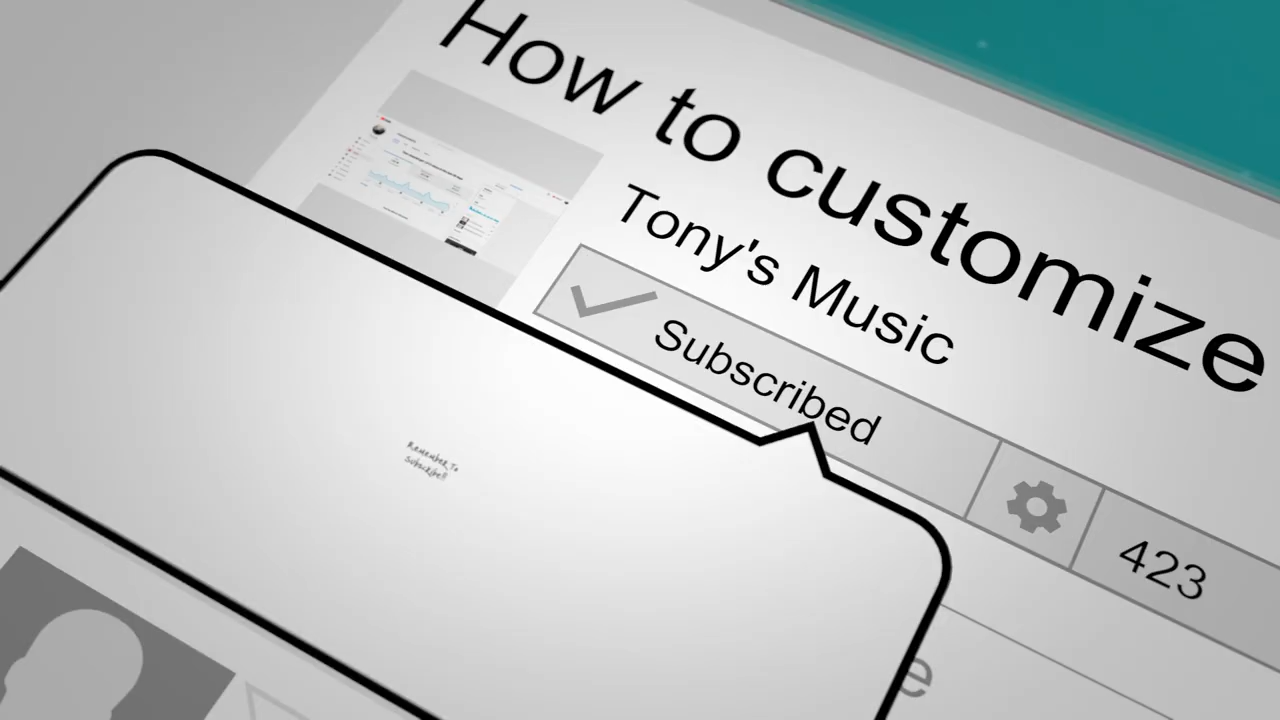 How to customize
Tony's Music
Subscribed
423
Remember To
Subscribe!!
e